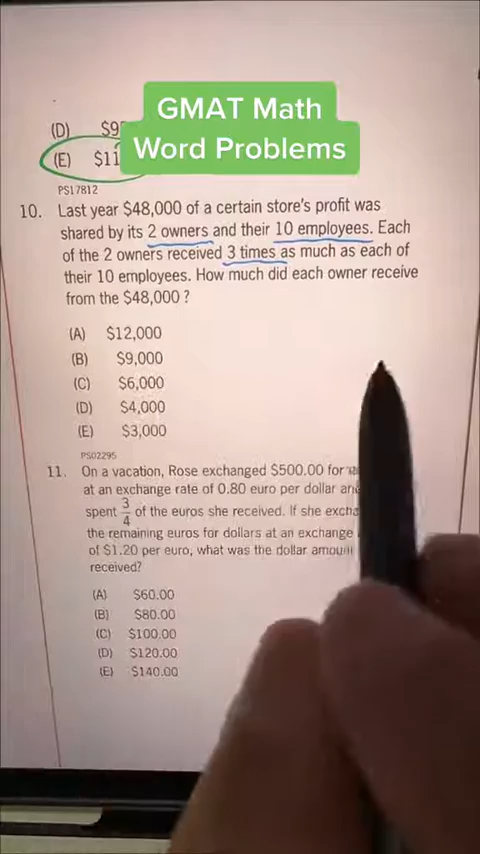 GMAT Math
Word Problems
(D) $9
(E) $11
PS17812
10. Last year $48,000 of a certain store's profit was
shared by its 2 owners and their 10 employees. Each
of the 2 owners received 3 times as much as each of
their 10 employees. How much did each owner receive
from the $48,000 ?
(A) $12,000
(B) $9,000
(C) $6,000
(D) $4,000
(E) $3,000
PS02295
11. On a vacation, Rose exchanged $500.00 for
at an exchange rate of 0.80 euro per dollar and
spent 3/4 of the euros she received. If she
the remaining euros for dollars at an exchange
of $1.20 per euro, what was the dollar amount
received?
(A) $60.00
(B) $80.00
(C) $100.00
(D) $120.00
(E) $140.00